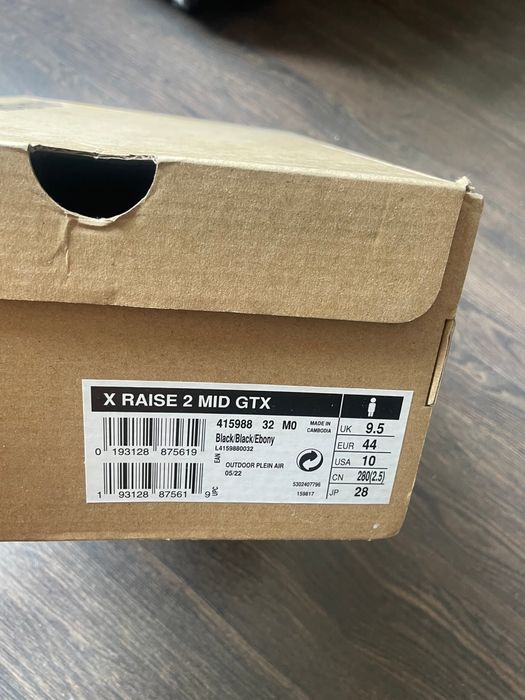 X RAISE 2 MID GTX
415988 32 M0
MADE IN
CAMBODIA
Black/Black/Ebony
L4159880032
0 193128 875619
EAN
OUTDOOR PLEIN AIR
05/22
5302407796
159817
1 93128 87561 9
UPC
UK 9.5
EUR 44
USA 10
CN 280(2.5)
JP 28